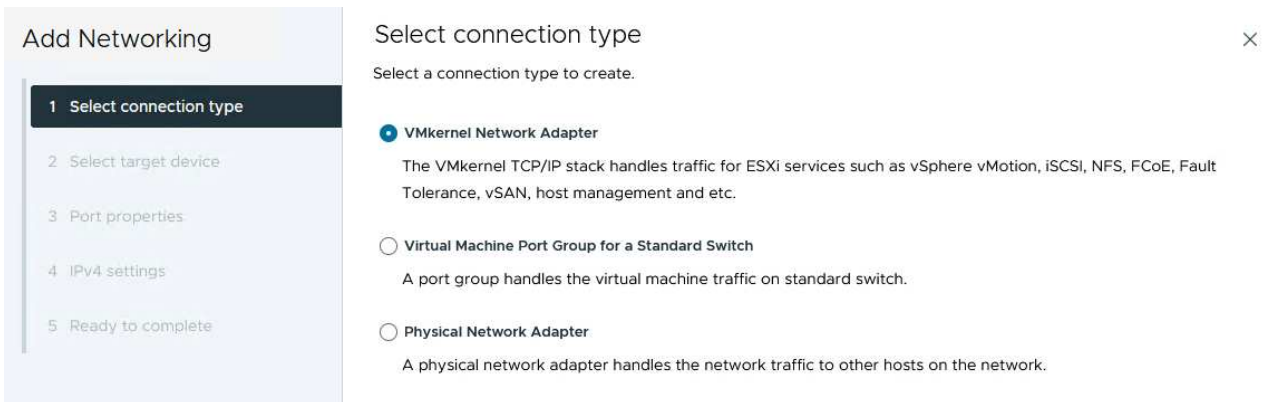 Add Networking
1 Select connection type
2 Select target device
3 Port properties
4 IPv4 settings
5 Ready to complete
Select connection type
Select a connection type to create.
VMkernel Network Adapter
The VMkernel TCP/IP stack handles traffic for ESXi services such as vSphere vMotion, iSCSI, NFS, FCoE, Fault
Tolerance, vSAN, host management and etc.
Virtual Machine Port Group for a Standard Switch
A port group handles the virtual machine traffic on standard switch.
Physical Network Adapter
A physical network adapter handles the network traffic to other hosts on the network.